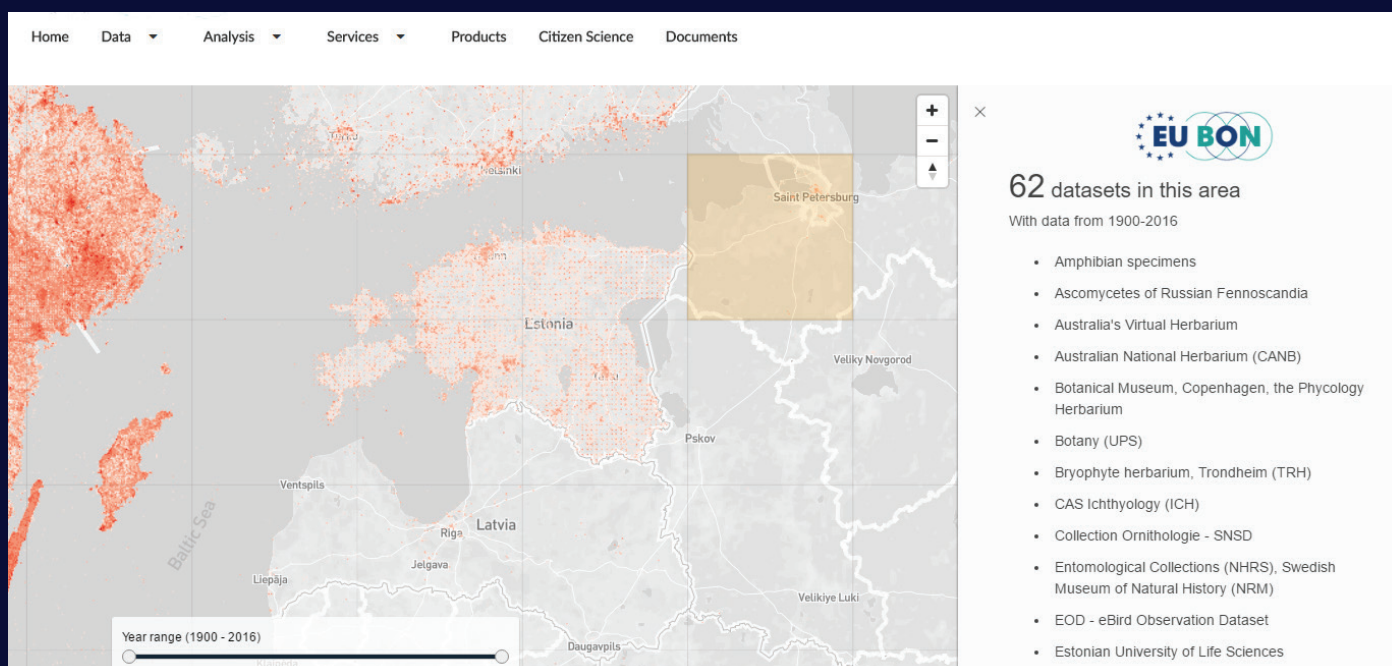 Home Data Analysis Services Products Citizen Science Documents
EU BON
62 datasets in this area
With data from 1900-2016
Amphibian specimens
Ascomycetes of Russian Fennoscandia
Australia's Virtual Herbarium
Australian National Herbarium (CANB)
Botanical Museum, Copenhagen, the Phycology
Herbarium
Botany (UPS)
Bryophyte herbarium, Trondheim (TRH)
CAS Ichthyology (ICH)
Collection Ornithologie - SNSD
Entomological Collections (NHRS), Swedish
Museum of Natural History (NRM)
EOD - eBird Observation Dataset
Estonian University of Life Sciences
Turku
Helsinki
Saint Petersburg
Estonia
Veliky Novgorod
Pskov
Ventspils
Baltic Sea
Riga
Latvia
Jelgava
Liepāja
Velikiye Luki
Daugavpils
Year range (1900 - 2016)